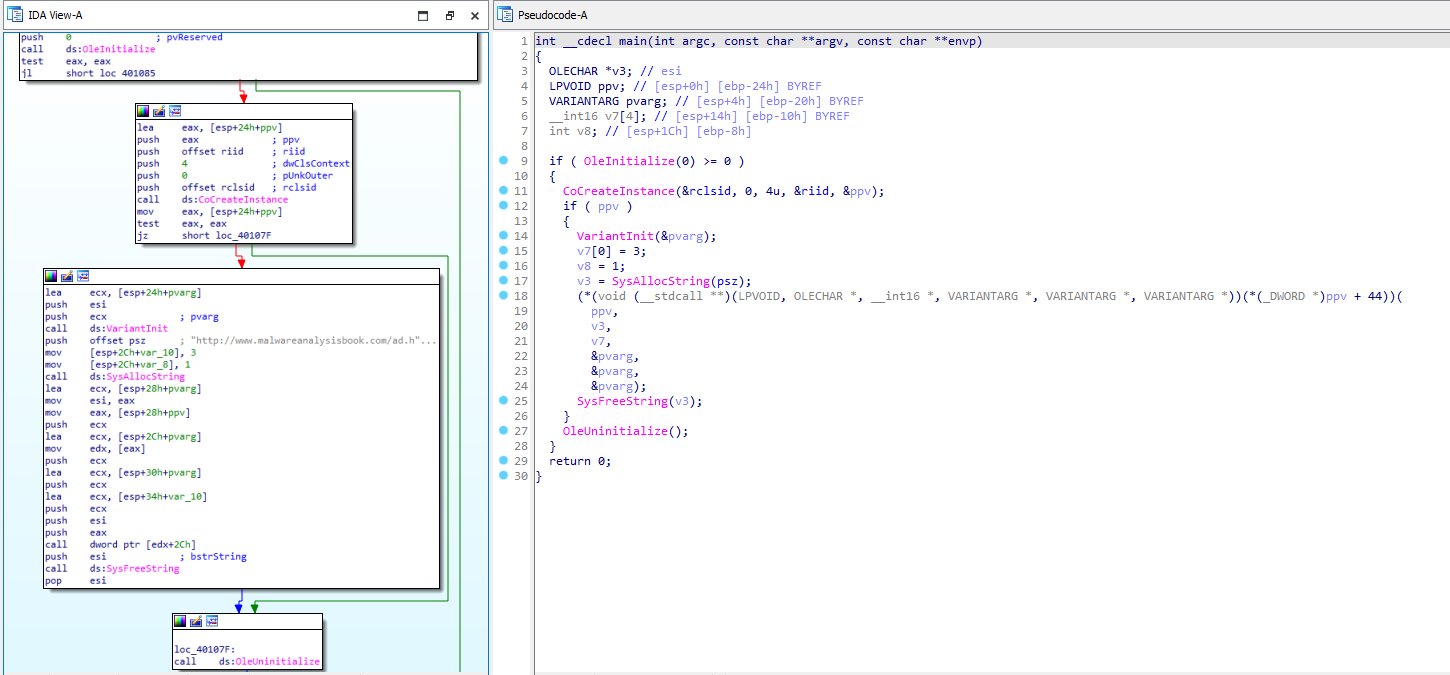 IDA View-A
push 0 ; pvReserved
call ds:OleInitialize
test eax, eax
jl short loc_401085
lea eax, [esp+24h+ppv]
push eax ; ppv
push offset riid ; riid
push 4 ; dwClsContext
push 0 ; pUnkOuter
push offset rclsid ; rclsid
call ds:CoCreateInstance
mov eax, [esp+24h+ppv]
test eax, eax
jz short loc_40107F
lea ecx, [esp+24h+pvarg]
push esi
push ecx ; pvarg
call ds:VariantInit
push offset psz ; "http://www.malwareanalysisbook.com/ad.h"...
mov [esp+2Ch+var_10], 3
mov [esp+2Ch+var_8], 1
call ds:SysAllocString
lea ecx, [esp+28h+pvarg]
mov esi, eax
mov eax, [esp+28h+ppv]
push ecx
lea ecx, [esp+2Ch+pvarg]
mov edx, [eax]
push ecx
lea ecx, [esp+30h+pvarg]
push ecx
lea ecx, [esp+34h+var_10]
push ecx
push esi
push eax
call dword ptr [edx+2Ch]
push esi ; bstrString
call ds:SysFreeString
pop esi
loc_40107F:
call ds:OleUninitialize
Pseudocode-A
1 int __cdecl main(int argc, const char **argv, const char **envp)
2 {
3 OLECHAR *v3; // esi
4 LPVOID ppv; // [esp+0h] [ebp-24h] BYREF
5 VARIANTARG pvarg; // [esp+4h] [ebp-20h] BYREF
6 __int16 v7[4]; // [esp+14h] [ebp-10h] BYREF
7 int v8; // [esp+1Ch] [ebp-8h]
8
9 if ( OleInitialize(0) >= 0 )
10 {
11 CoCreateInstance(&rclsid, 0, 4u, &riid, &ppv);
12 if ( ppv )
13 {
14 VariantInit(&pvarg);
15 v7[0] = 3;
16 v8 = 1;
17 v3 = SysAllocString(psz);
18 (*(void (__stdcall **)(LPVOID, OLECHAR *, __int16 *, VARIANTARG *, VARIANTARG *, VARIANTARG *))(*(_DWORD *)ppv + 44))(
19 ppv,
20 v3,
21 v7,
22 &pvarg,
23 &pvarg,
24 &pvarg);
25 SysFreeString(v3);
26 }
27 OleUninitialize();
28 }
29 return 0;
30 }